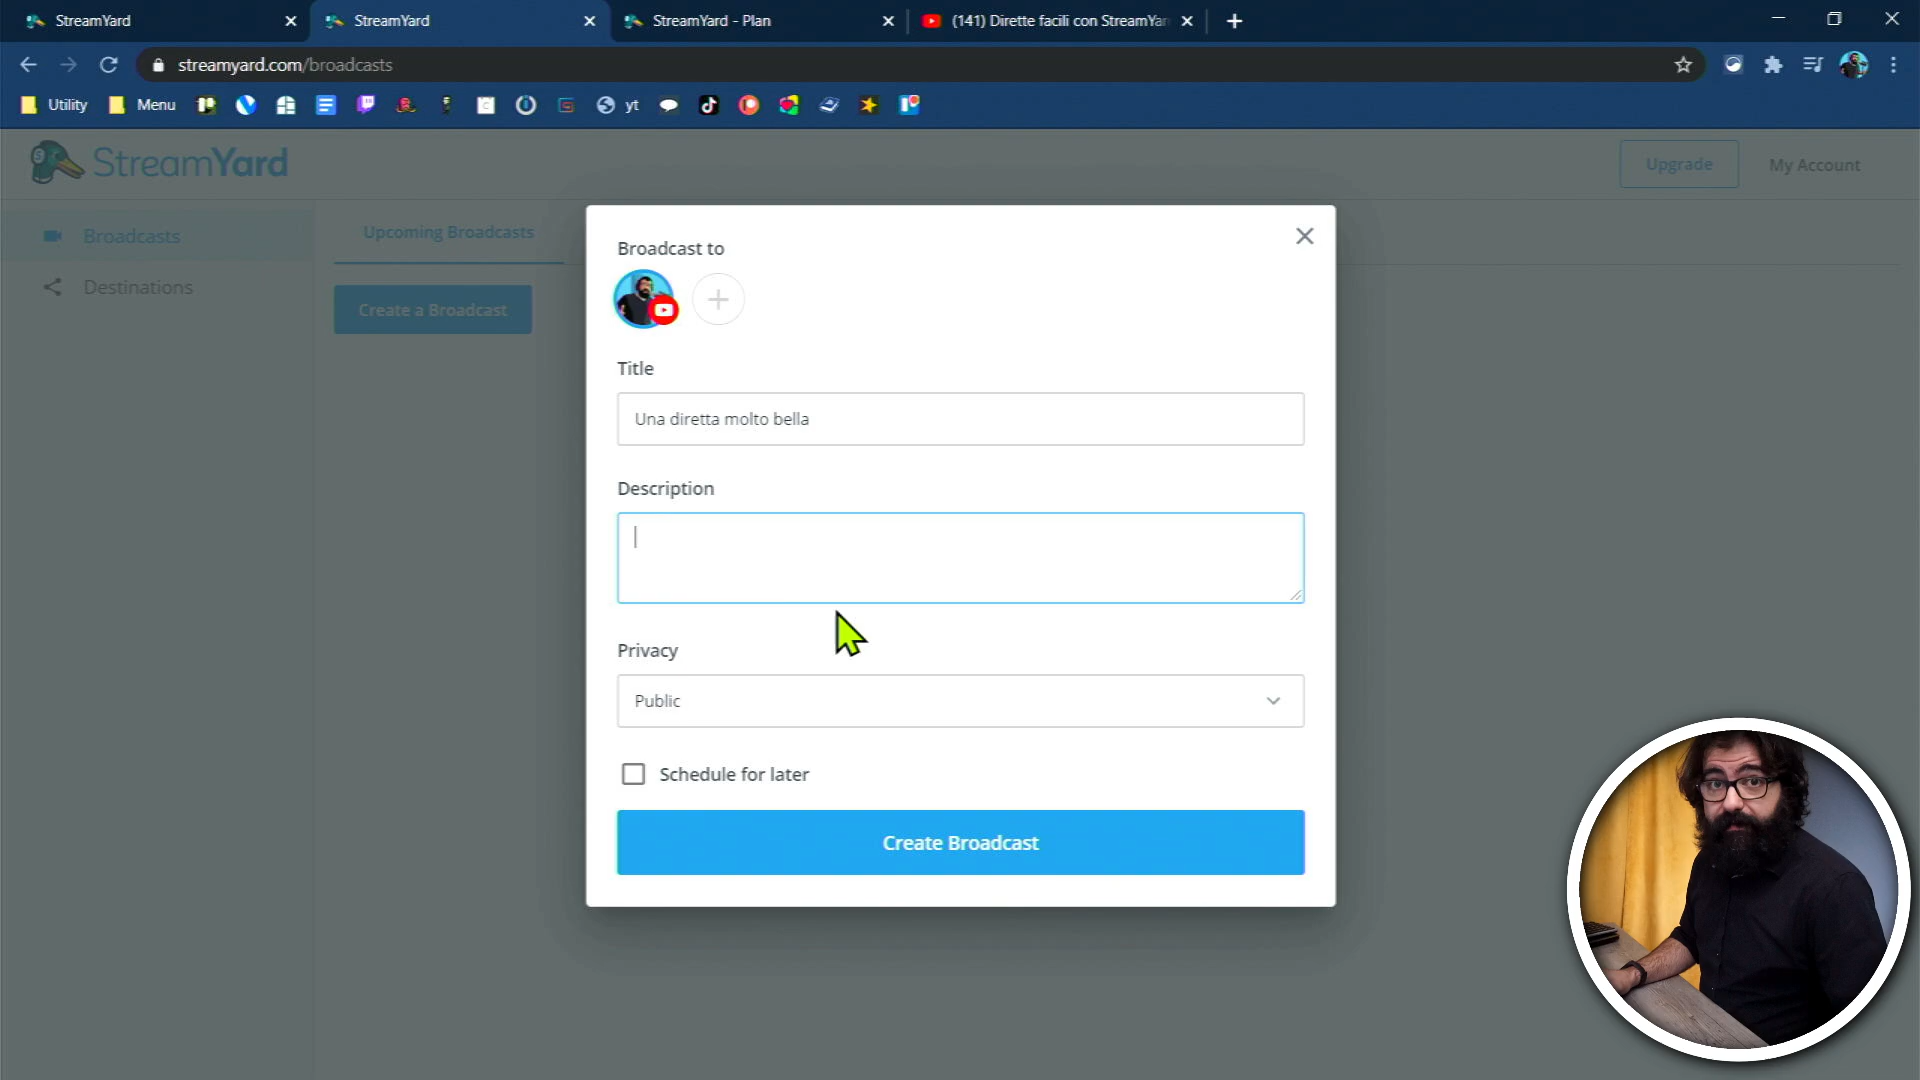 StreamYard
StreamYard
StreamYard - Plan
(141) Dirette facili con StreamYar
streamyard.com/broadcasts
Utility
Menu
yt
StreamYard
Upgrade
My Account
Broadcasts
Destinations
Upcoming Broadcasts
Create a Broadcast
Broadcast to
Title
Una diretta molto bella
Description
Privacy
Public
Schedule for later
Create Broadcast